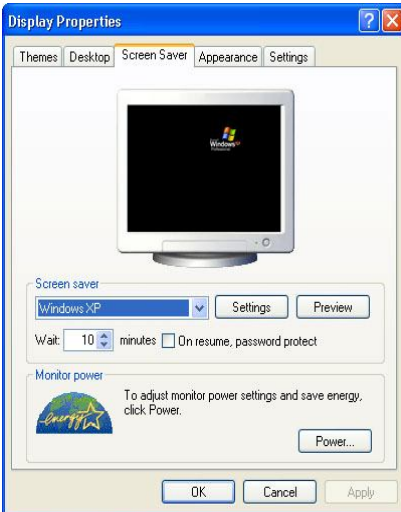 Display Properties
Themes Desktop Screen Saver Appearance Settings
Windows XP
Screen saver
Windows XP Settings Preview
Wait: 10 minutes On resume, password protect
Monitor power
To adjust monitor power settings and save energy,
click Power.
energy
Power...
OK Cancel Apply